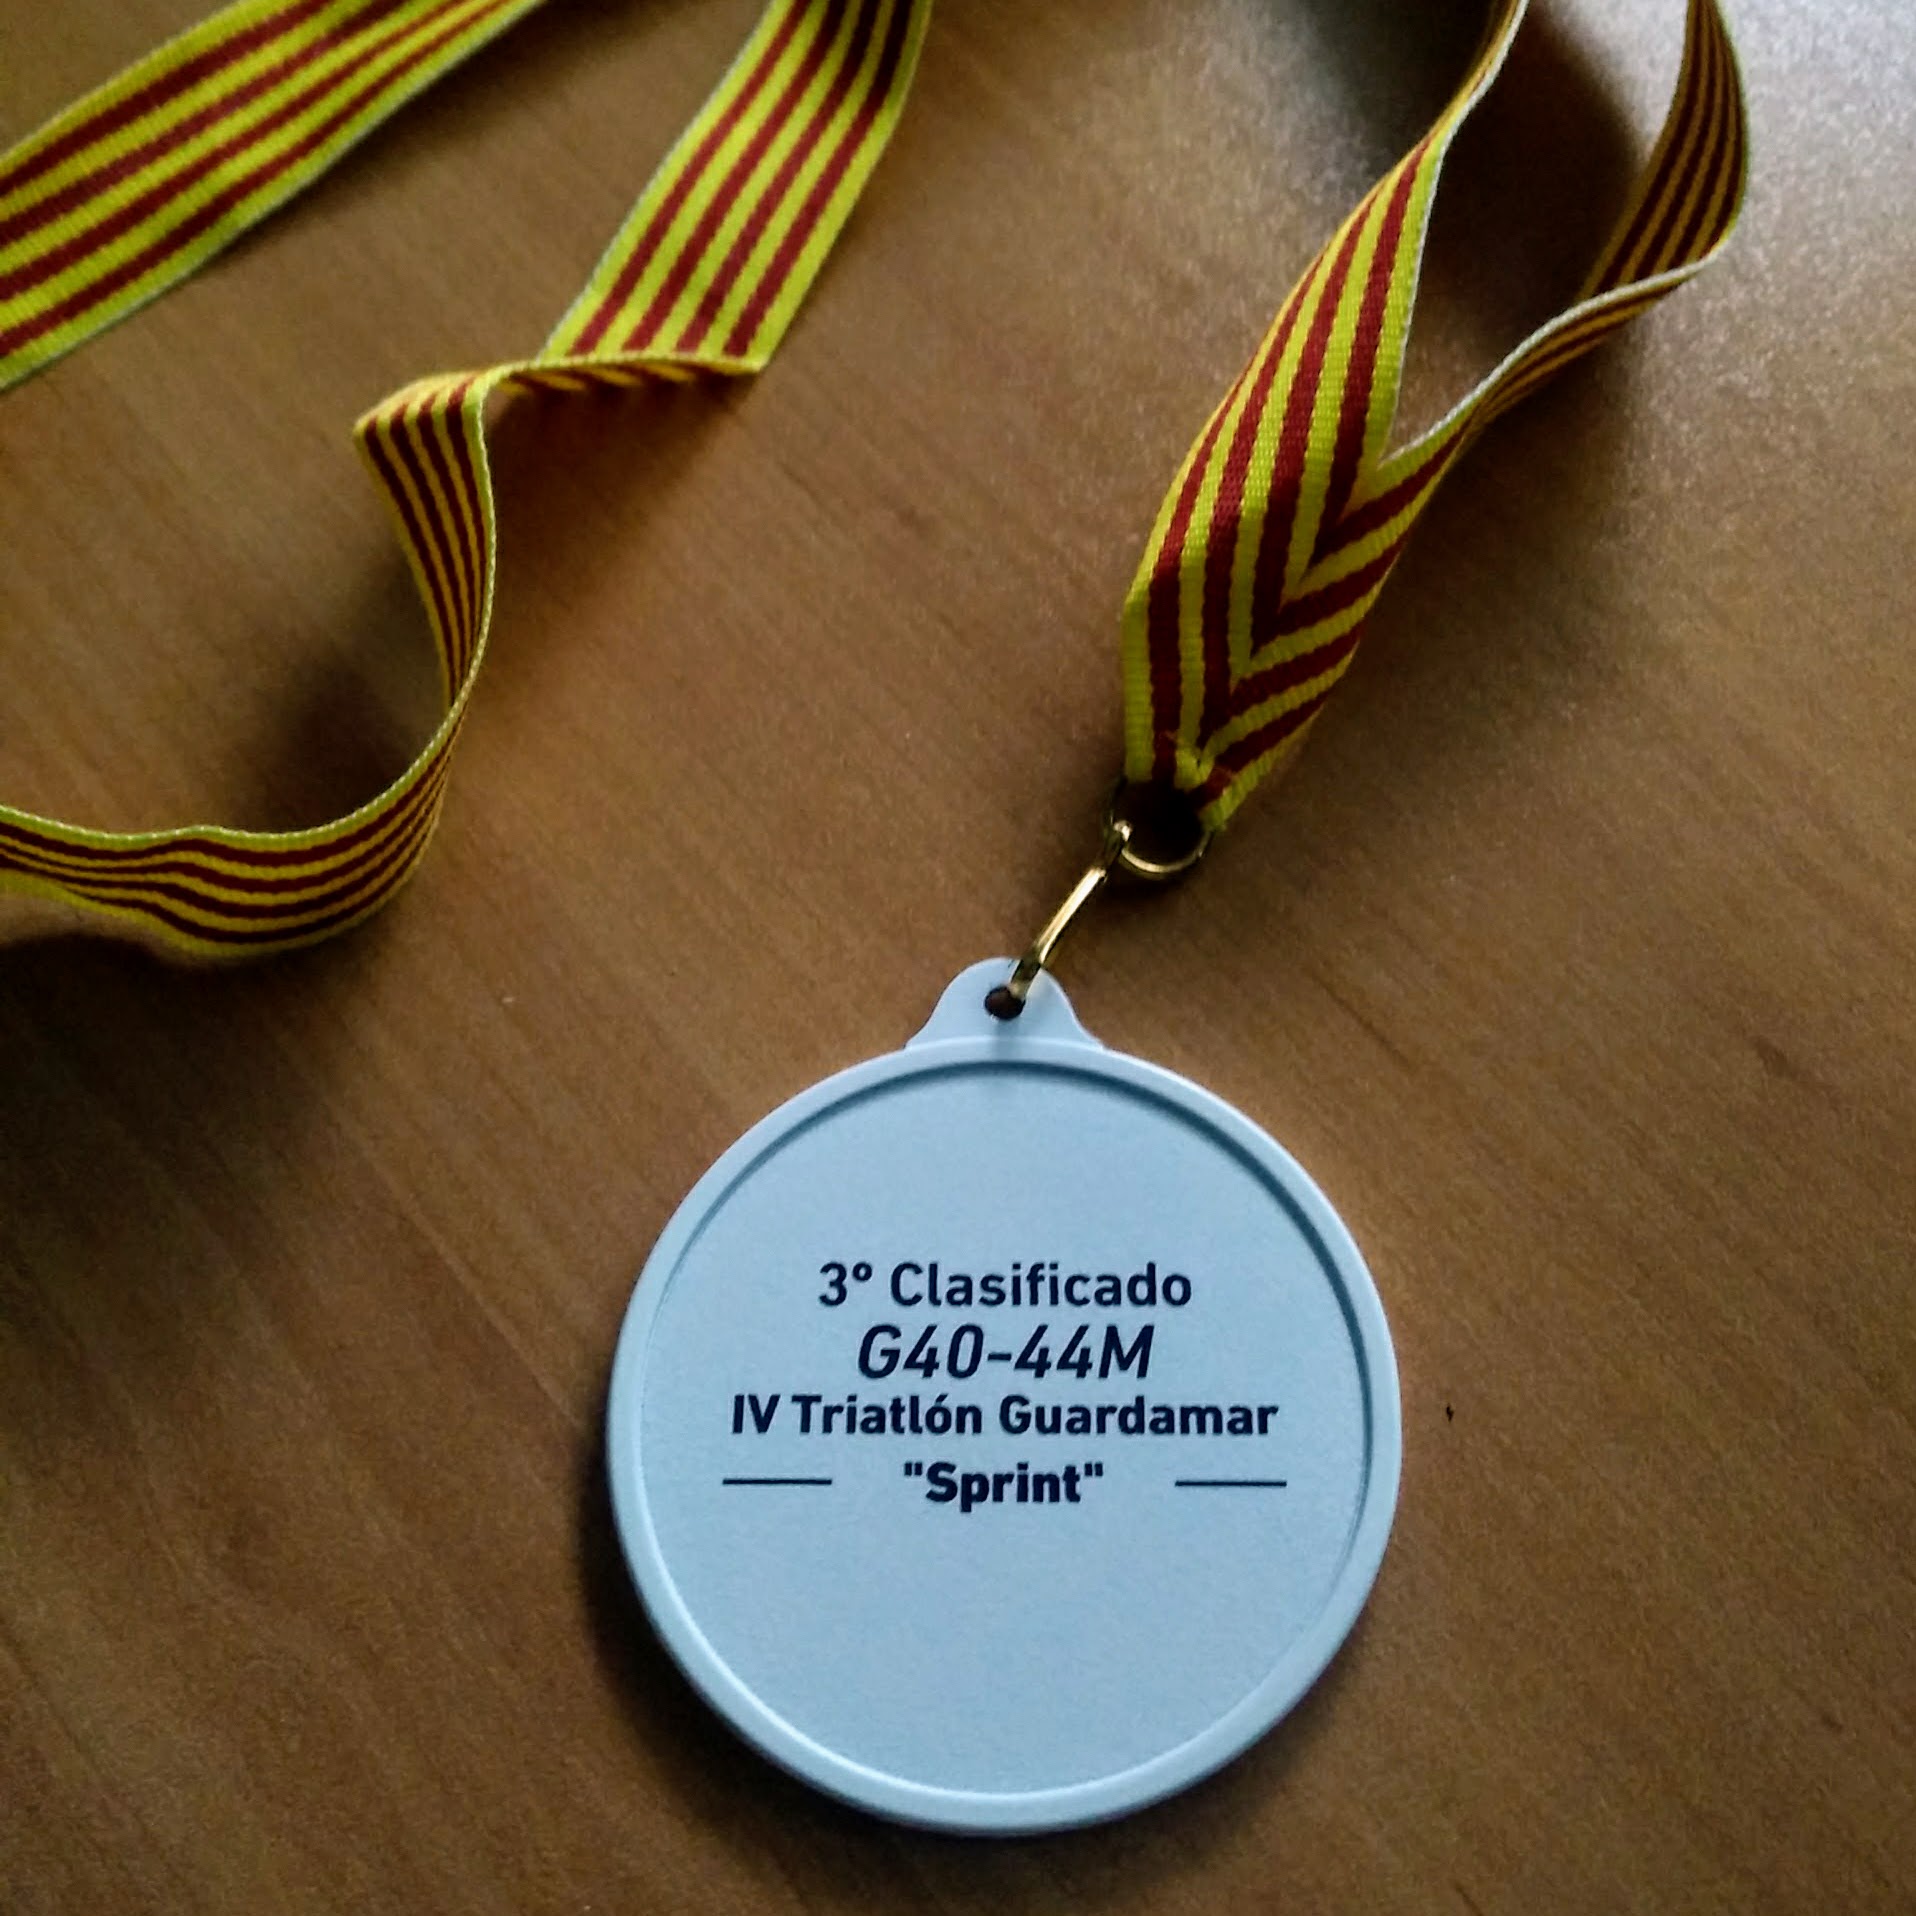 3º Clasificado
G40-44M
IV Triatlón Guardamar
"Sprint"